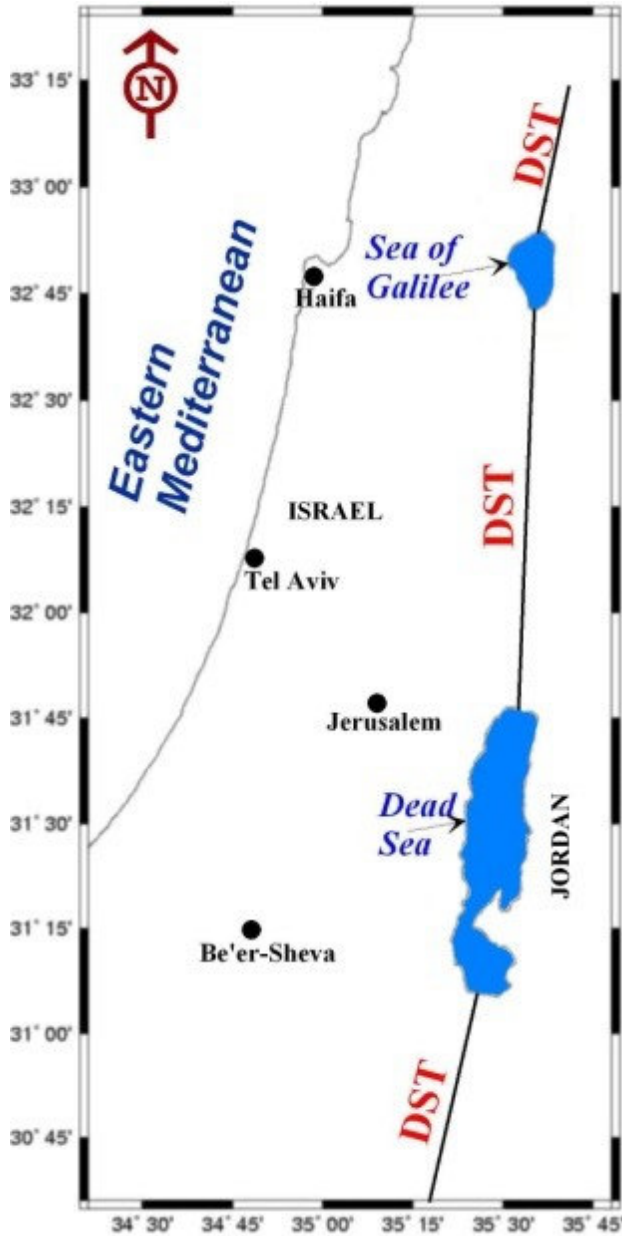 33° 15'
N
DST
33° 00'
Eastern
Mediterranean
Sea of
Galilee
32° 45'
Haifa
32° 30'
32° 15'
ISRAEL
DST
Tel Aviv
32° 00'
31° 45'
Jerusalem
31° 30'
Dead
Sea
JORDAN
31° 15'
Be'er-Sheva
31° 00'
DST
30° 45'
34° 30' 34° 45' 35° 00' 35° 15' 35° 30' 35° 45'